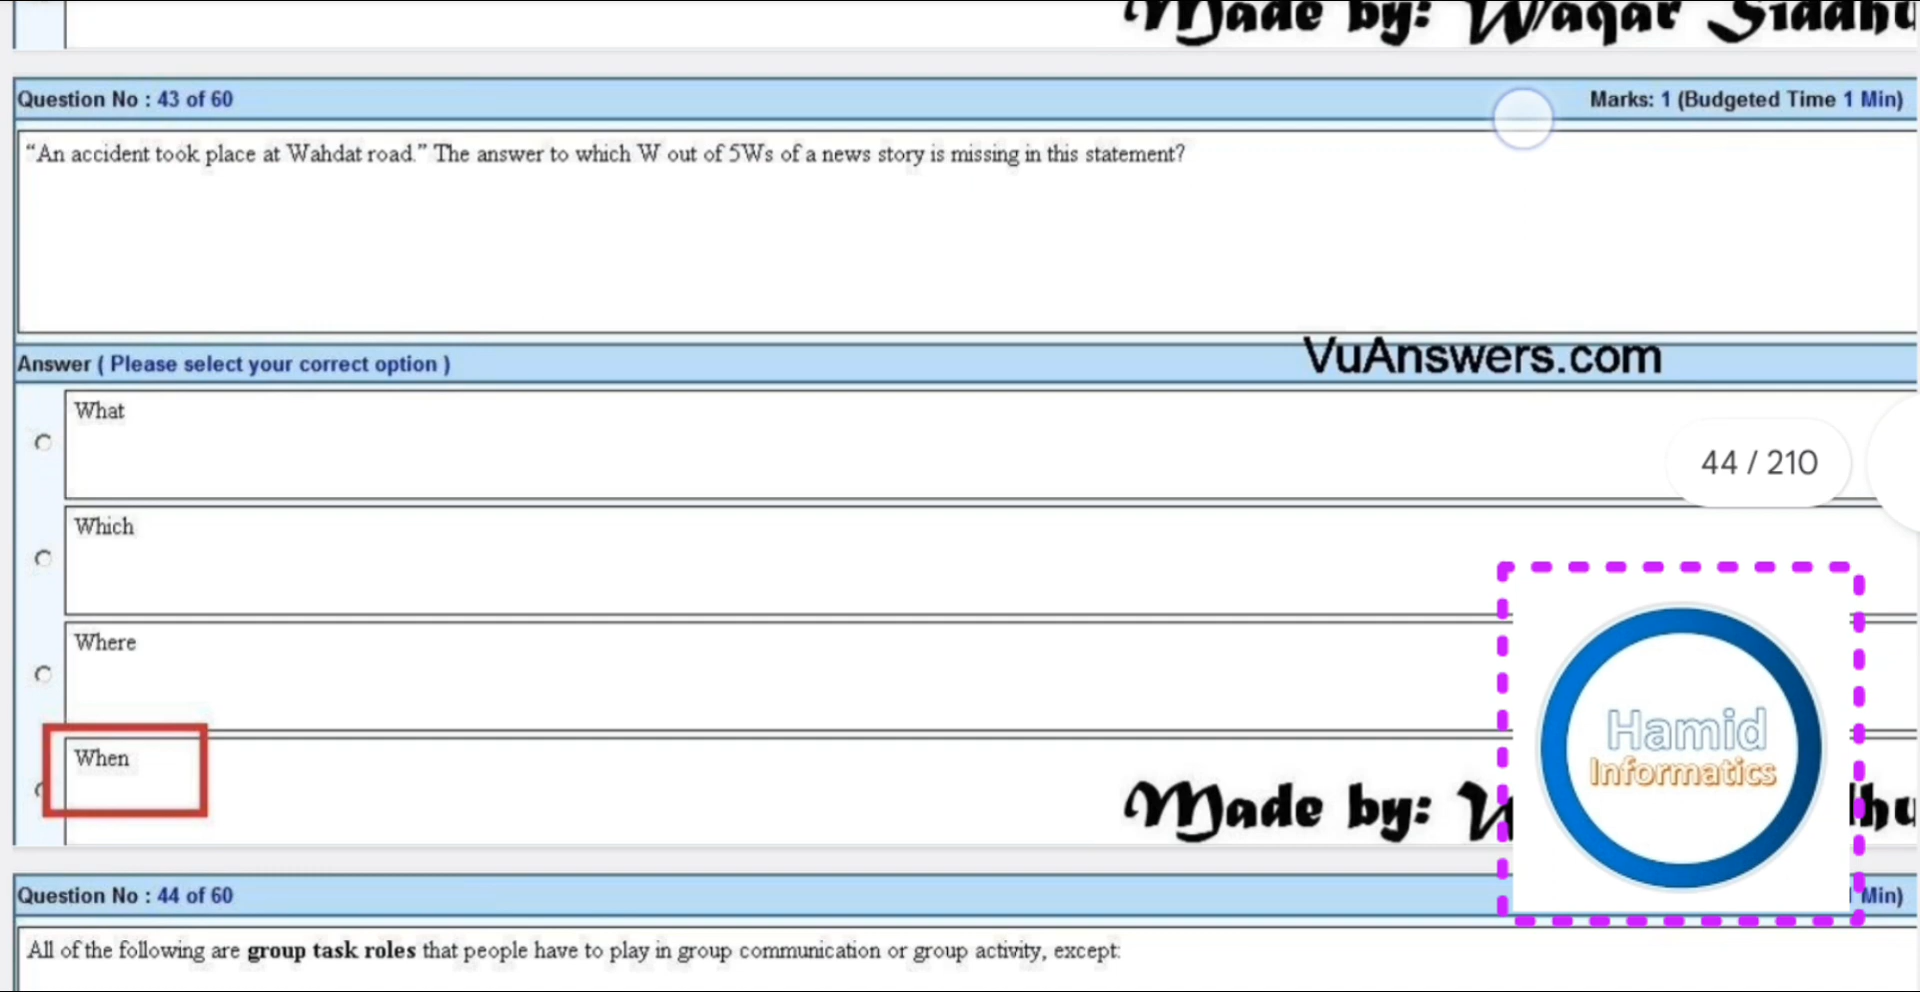 Made by: Waqar Siddhu
Question No : 43 of 60
Marks: 1 (Budgeted Time 1 Min)
“An accident took place at Wahdat road.” The answer to which W out of 5Ws of a news story is missing in this statement?
Answer ( Please select your correct option )
VuAnswers.com
What
44 / 210
Which
Where
When
Hamid
Informatics
Made by:
Question No : 44 of 60
Min)
All of the following are group task roles that people have to play in group communication or group activity, except: